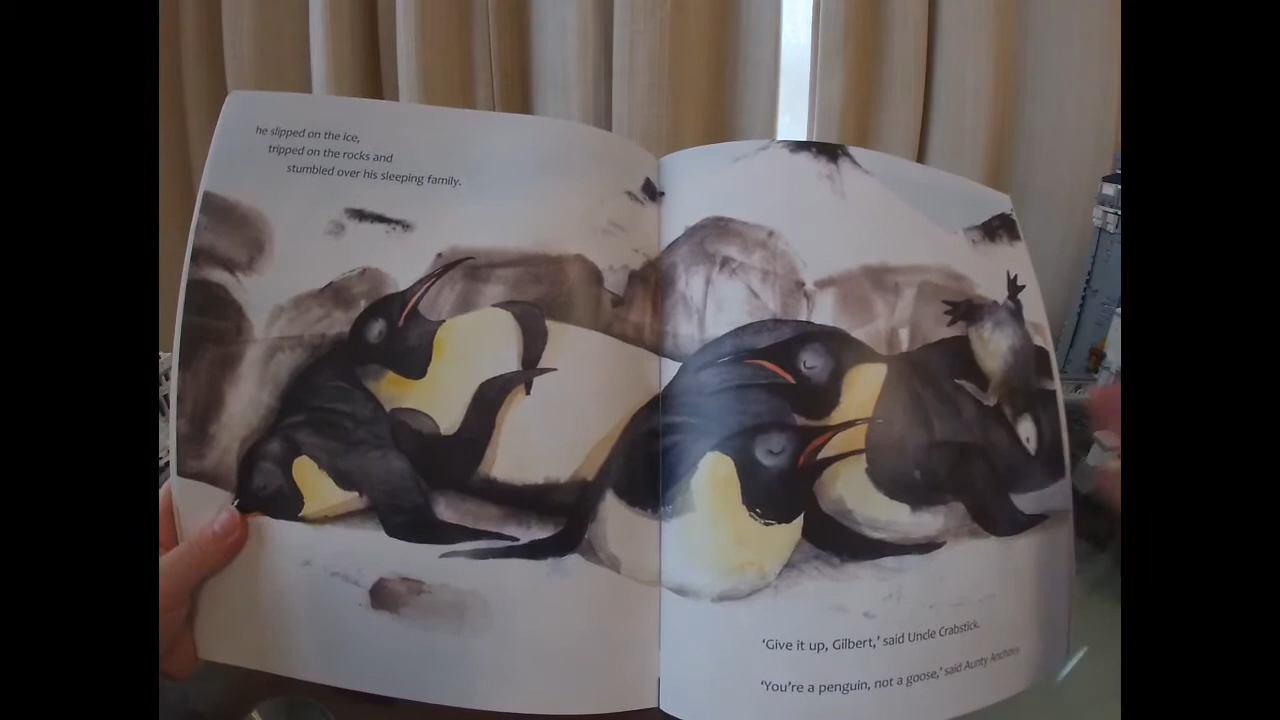 he slipped on the ice,
tripped on the rocks and
stumbled over his sleeping family.
‘Give it up, Gilbert,’ said Uncle Crabstick.
‘You’re a penguin, not a goose,’ said Aunty Anchovy.